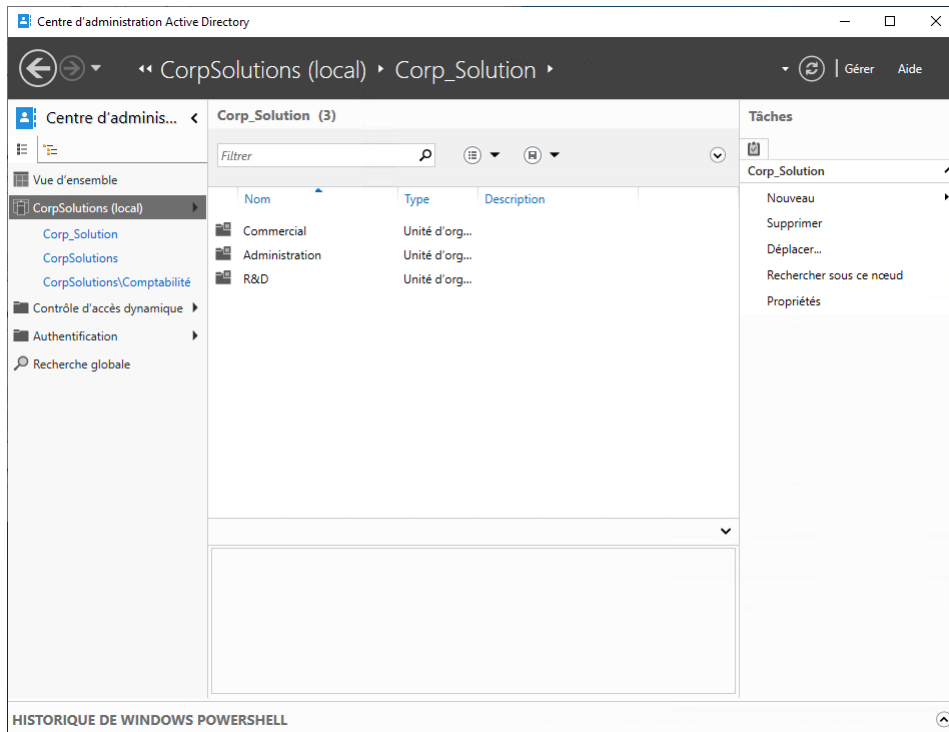 Centre d'administration Active Directory
CorpSolutions (local) Corp_Solution
Gérer Aide
Centre d'adminis...
Vue d'ensemble
CorpSolutions (local)
Corp_Solution
CorpSolutions
CorpSolutions\Comptabilité
Contrôle d'accès dynamique
Authentification
Recherche globale
Corp_Solution (3)
Filtrer
Nom Type Description
Commercial Unité d'org...
Administration Unité d'org...
R&D Unité d'org...
Tâches
Corp_Solution
Nouveau
Supprimer
Déplacer...
Rechercher sous ce nœud
Propriétés
HISTORIQUE DE WINDOWS POWERSHELL